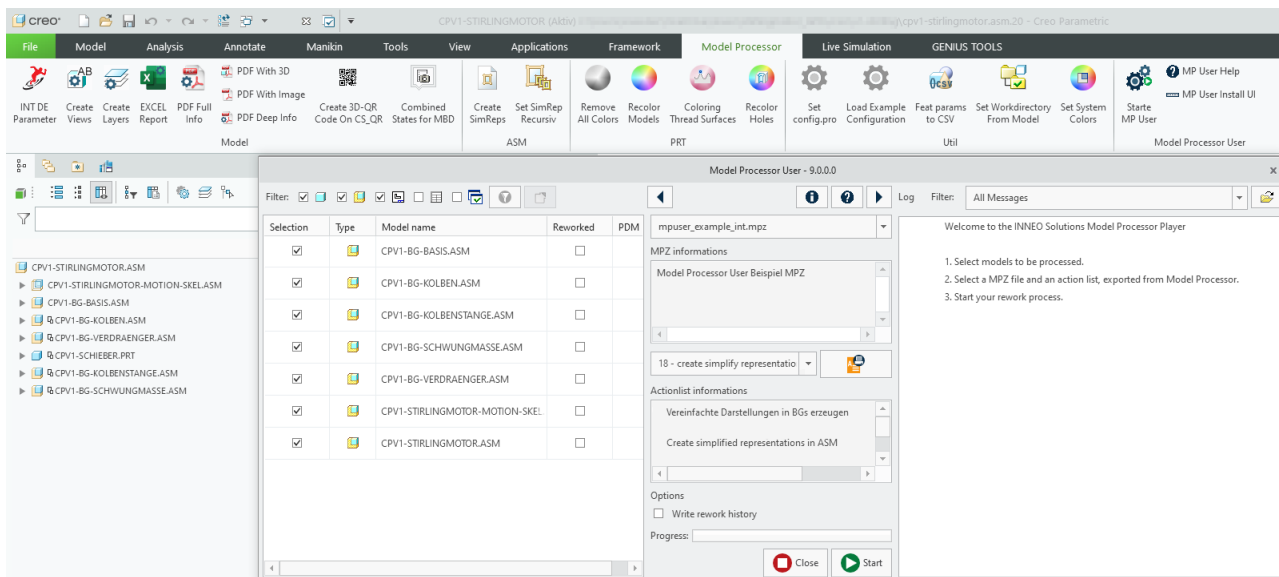 creo®
CPV1-STIRLINGMOTOR (Aktiv)
\cpv1-stirlingmotor.asm.20 - Creo Parametric
File Model Analysis Annotate Manikin Tools View Applications Framework Model Processor Live Simulation GENIUS TOOLS
INT DE Parameter
Create Views
Create Layers
EXCEL Report
PDF Full Info
PDF With 3D
PDF With Image
PDF Deep Info
Create 3D-QR Code On CS_QR
Combined States for MBD
Create SimReps
Set SimRep Recursiv
Remove All Colors
Recolor Models
Coloring Thread Surfaces
Recolor Holes
Set config.pro
Load Example Configuration
Feat params to CSV
Set Workdirectory From Model
Set System Colors
Starte MP User
MP User Help
MP User Install UI
Model ASM PRT Util Model Processor User
CPV1-STIRLINGMOTOR.ASM
CPV1-STIRLINGMOTOR-MOTION-SKEL.ASM
CPV1-BG-BASIS.ASM
CPV1-BG-KOLBEN.ASM
CPV1-BG-VERDRAENGER.ASM
CPV1-SCHIEBER.PRT
CPV1-BG-KOLBENSTANGE.ASM
CPV1-BG-SCHWUNGMASSE.ASM
Model Processor User - 9.0.0.0
Filter:
Selection Type Model name Reworked PDM
CPV1-BG-BASIS.ASM
CPV1-BG-KOLBEN.ASM
CPV1-BG-KOLBENSTANGE.ASM
CPV1-BG-SCHWUNGMASSE.ASM
CPV1-BG-VERDRAENGER.ASM
CPV1-STIRLINGMOTOR-MOTION-SKEL
CPV1-STIRLINGMOTOR.ASM
mpuser_example_int.mpz
MPZ informations
Model Processor User Beispiel MPZ
18 - create simplify representatio
Actionlist informations
Vereinfachte Darstellungen in BGs erzeugen
Create simplified representations in ASM
Options
Write rework history
Progress:
Close Start
Log Filter: All Messages
Welcome to the INNEO Solutions Model Processor Player
1. Select models to be processed.
2. Select a MPZ file and an action list, exported from Model Processor.
3. Start your rework process.